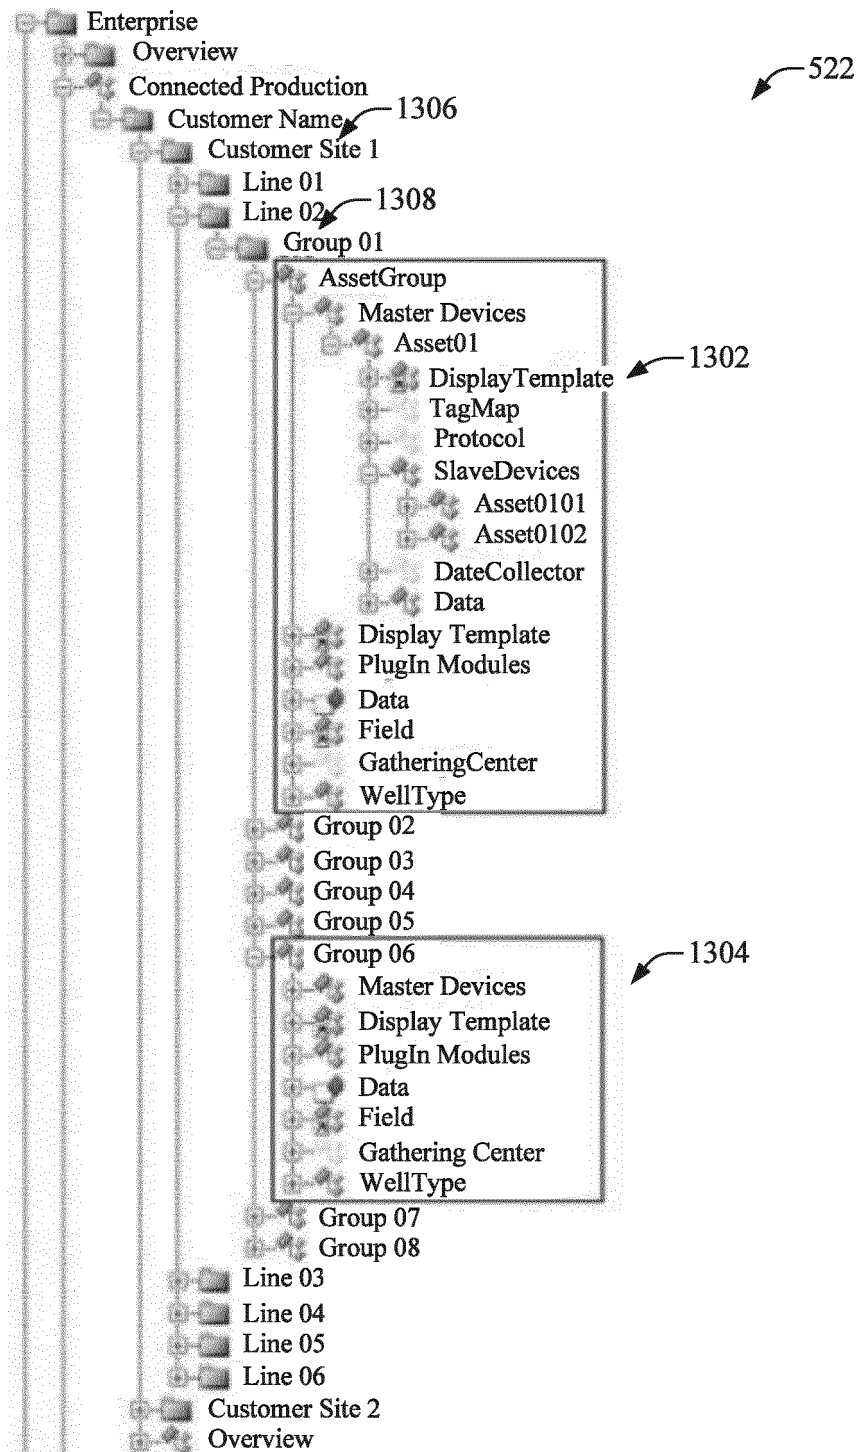 Enterprise
Overview
522
Connected Production
Customer Name
1306
Customer Site 1
Line 01
Line 02
1308
Group 01
AssetGroup
Master Devices
Asset01
1302
DisplayTemplate
TagMap
Protocol
SlaveDevices
Asset0101
Asset0102
DateCollector
Data
Display Template
PlugIn Modules
Data
Field
GatheringCenter
WellType
Group 02
Group 03
Group 04
Group 05
Group 06
1304
Master Devices
Display Template
PlugIn Modules
Data
Field
Gathering Center
WellType
Group 07
Group 08
Line 03
Line 04
Line 05
Line 06
Customer Site 2
Overview